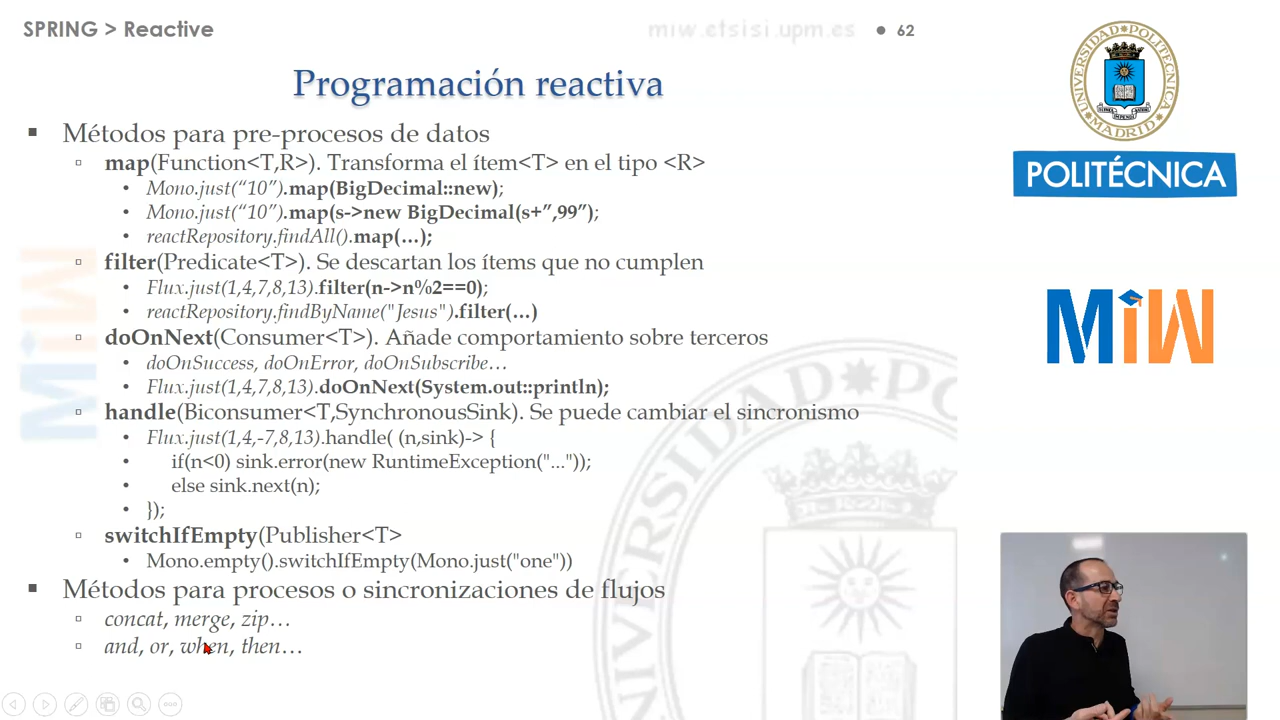 SPRING > Reactive
miw.etsisi.upm.es
62
Programación reactiva
Métodos para pre-procesos de datos
map(Function<T,R>). Transforma el ítem<T> en el tipo <R>
Mono.just(“10”).map(BigDecimal::new);
Mono.just(“10”).map(s->new BigDecimal(s+”,99”);
reactRepository.findAll().map(…);
filter(Predicate<T>). Se descartan los ítems que no cumplen
Flux.just(1,4,7,8,13).filter(n->n%2==0);
reactRepository.findByName("Jesus").filter(…)
doOnNext(Consumer<T>). Añade comportamiento sobre terceros
doOnSuccess, doOnError, doOnSubscribe…
Flux.just(1,4,7,8,13).doOnNext(System.out::println);
handle(Biconsumer<T,SynchronousSink). Se puede cambiar el sincronismo
Flux.just(1,4,-7,8,13).handle( (n,sink)-> {
if(n<0) sink.error(new RuntimeException("..."));
else sink.next(n);
});
switchIfEmpty(Publisher<T>
Mono.empty().switchIfEmpty(Mono.just("one"))
Métodos para procesos o sincronizaciones de flujos
concat, merge, zip…
and, or, when, then…
UNIVERSIDAD POLITÉCNICA
MADRID
POLITÉCNICA
MiW
MiW
UNIVERSIDAD PO